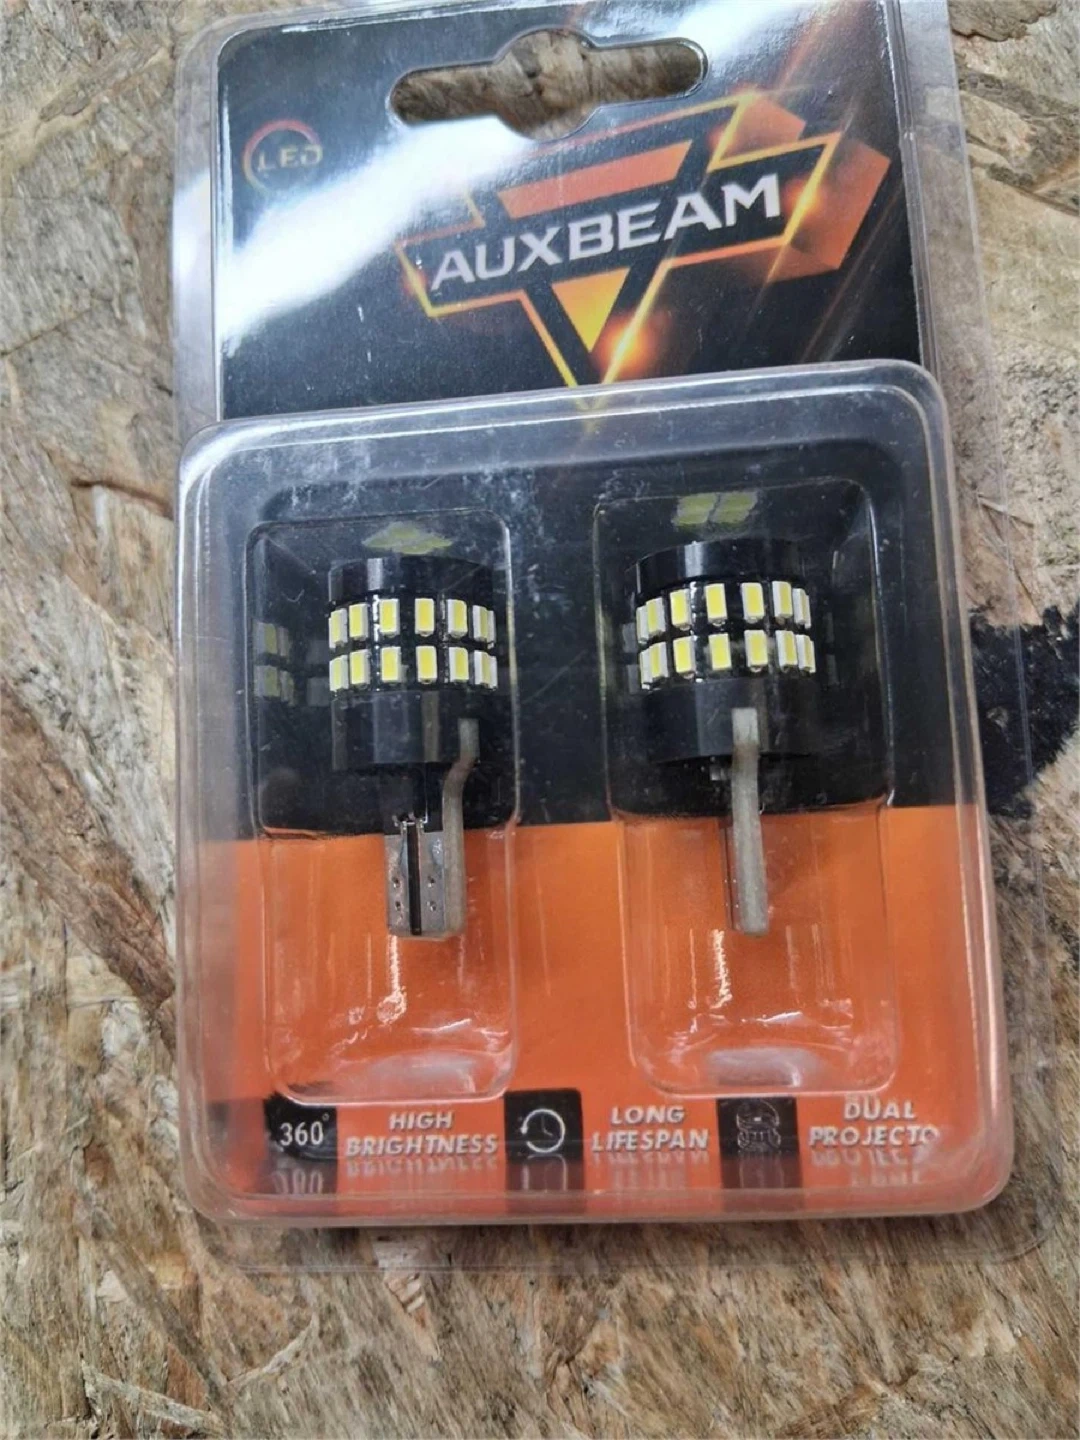 LED
AUXBEAM
360°
HIGH
BRIGHTNESS
LONG
LIFESPAN
DUAL
PROJECTO